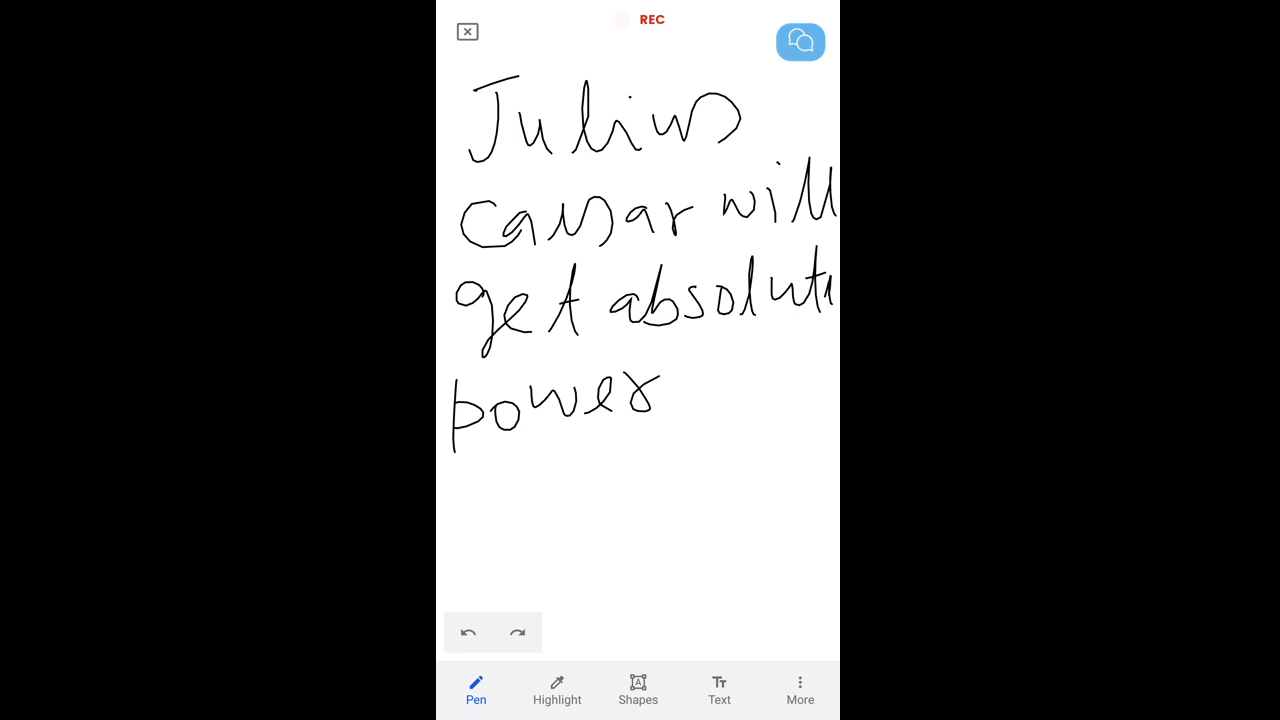 REC
Julius
Caesar will
get absolute
power
Pen Highlight Shapes Text More